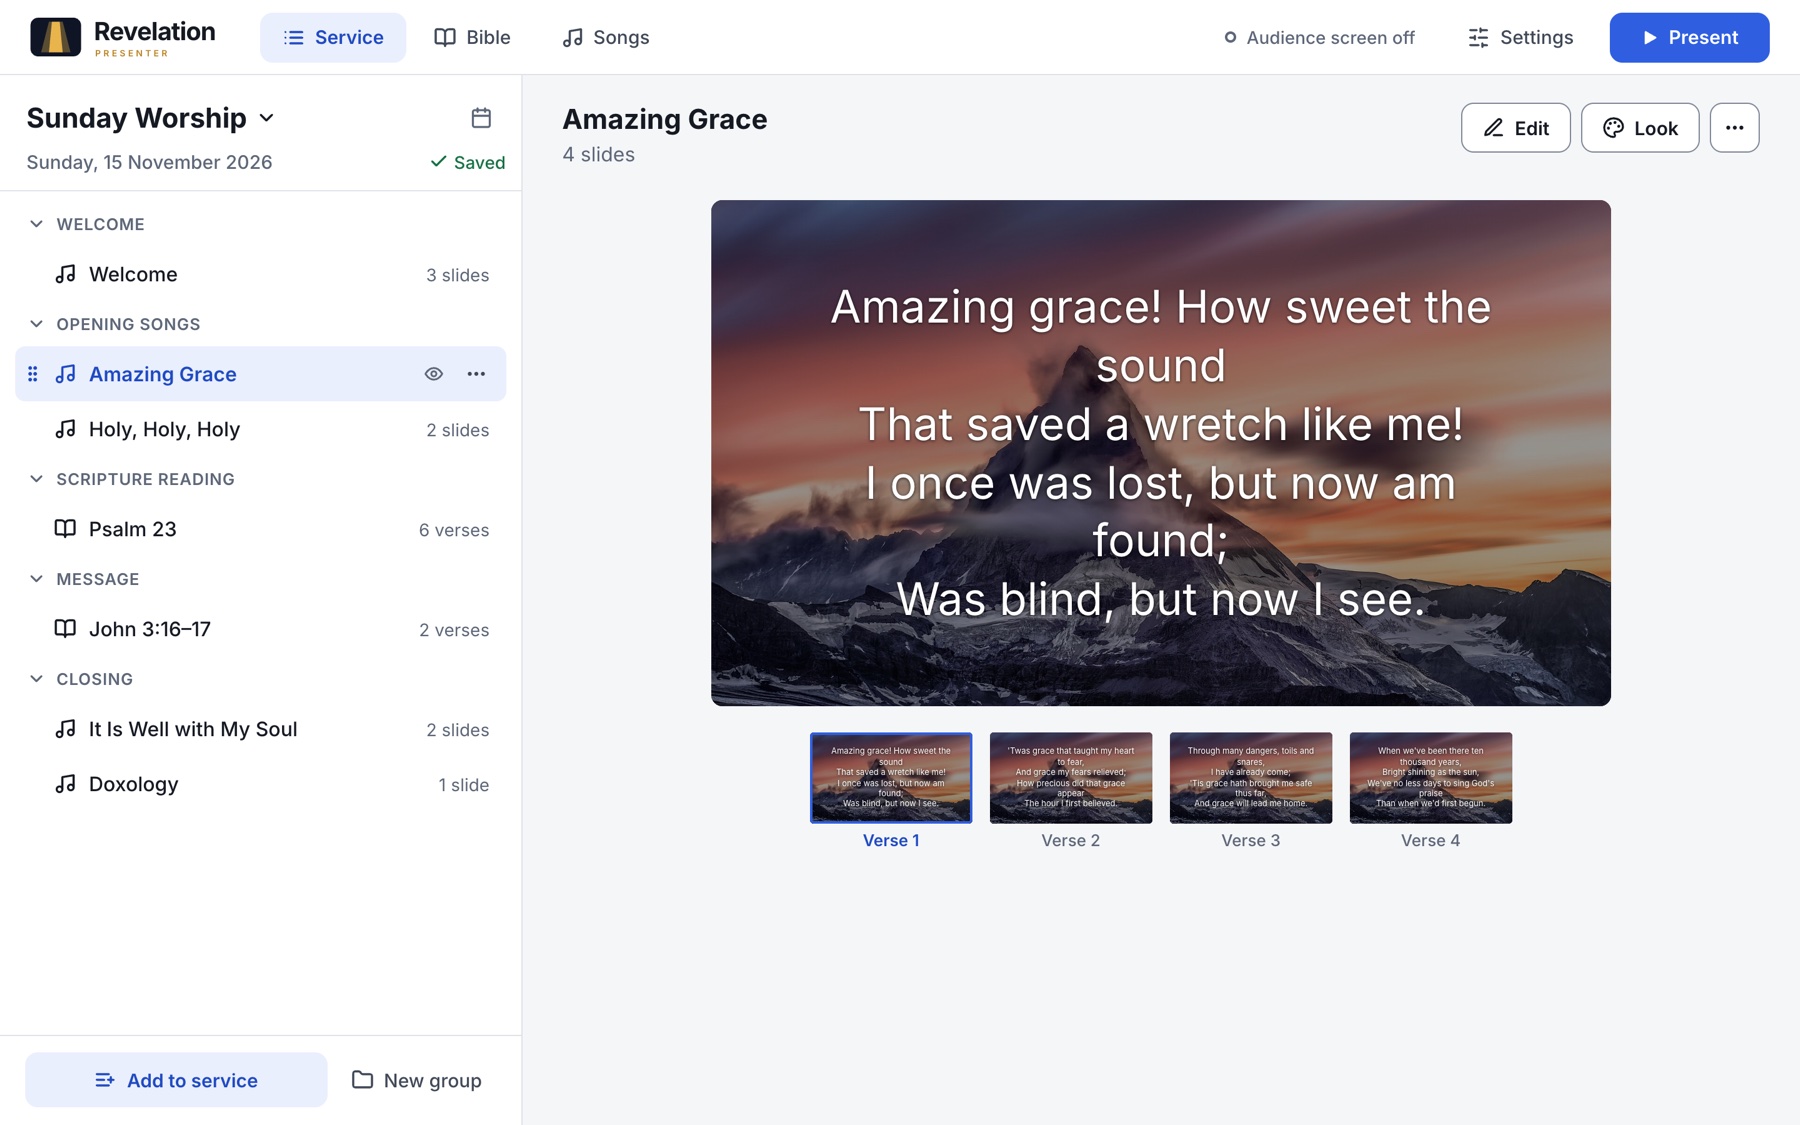 Revelation
PRESENTER
Service
Bible
Songs
Audience screen off
Settings
Present
Sunday Worship
Sunday, 15 November 2026
Saved
WELCOME
Welcome
3 slides
OPENING SONGS
Amazing Grace
Holy, Holy, Holy
2 slides
SCRIPTURE READING
Psalm 23
6 verses
MESSAGE
John 3:16–17
2 verses
CLOSING
It Is Well with My Soul
2 slides
Doxology
1 slide
Add to service
New group
Amazing Grace
4 slides
Edit
Look
Amazing grace! How sweet the
sound
That saved a wretch like me!
I once was lost, but now am
found;
Was blind, but now I see.
Amazing grace! How sweet the
sound
That saved a wretch like me!
I once was lost, but now am
found;
Was blind, but now I see.
Verse 1
'Twas grace that taught my heart
to fear,
And grace my fears relieved;
How precious did that grace
appear
The hour I first believed.
Verse 2
Through many dangers, toils and
snares,
I have already come;
'Tis grace hath brought me safe
thus far,
And grace will lead me home.
Verse 3
When we've been there ten
thousand years,
Bright shining as the sun,
We've no less days to sing God's
praise
Than when we'd first begun.
Verse 4